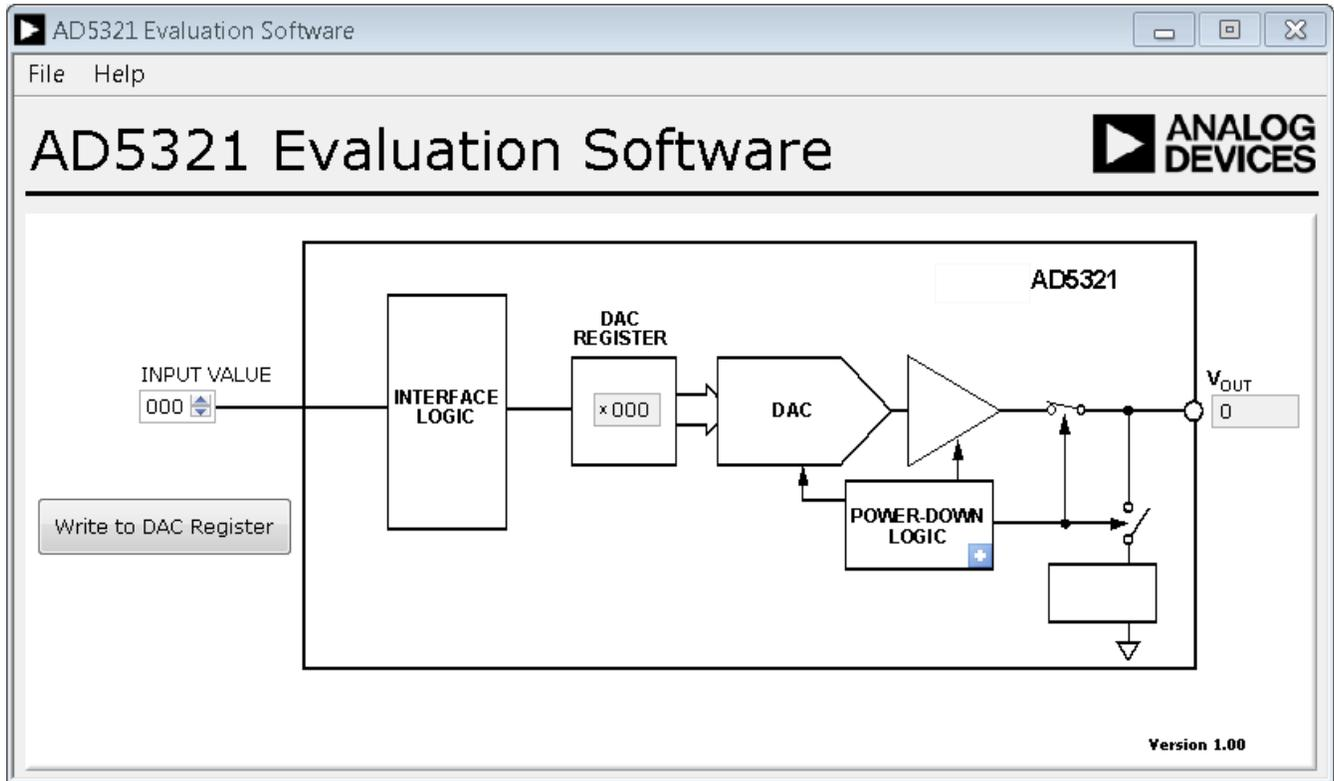 AD5321 Evaluation Software
File Help
AD5321 Evaluation Software
ANALOG
DEVICES
AD5321
DAC
REGISTER
INPUT VALUE
000
INTERFACE
LOGIC
×000
DAC
VOUT
0
Write to DAC Register
POWER-DOWN
LOGIC
Version 1.00